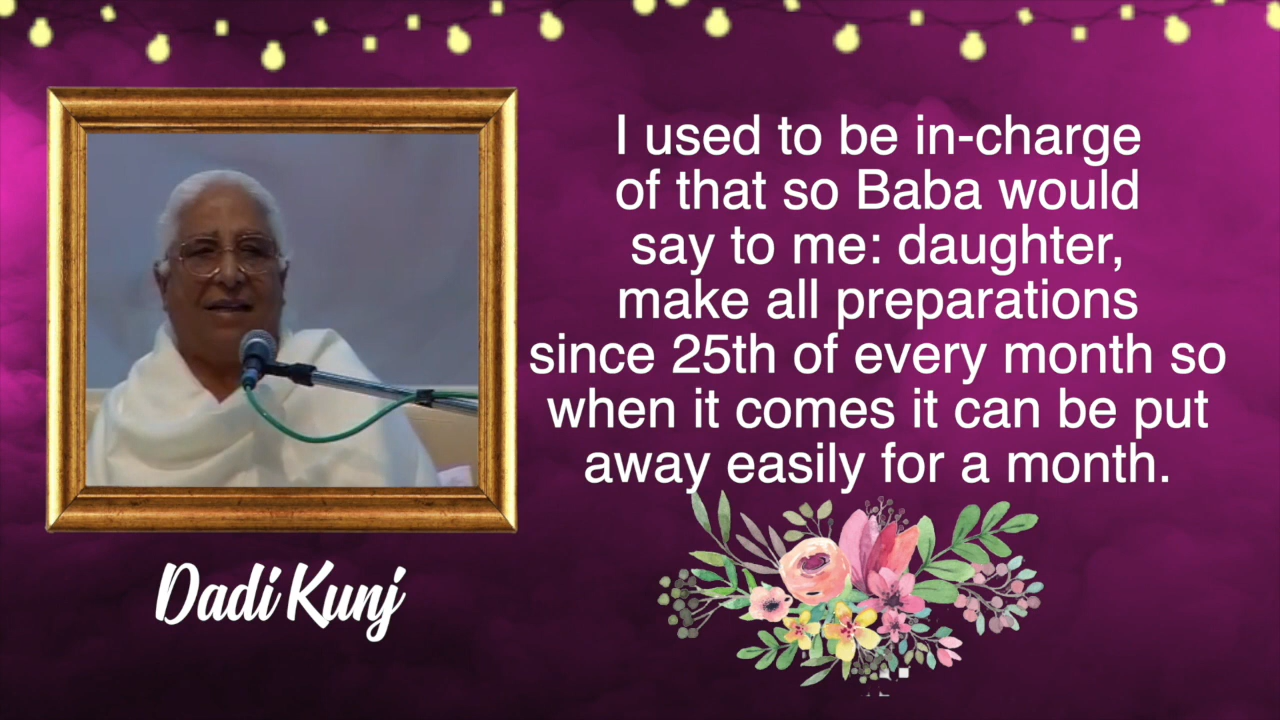 I used to be in-charge
of that so Baba would
say to me: daughter,
make all preparations
since 25th of every month so
when it comes it can be put
away easily for a month.
Dadi Kunj